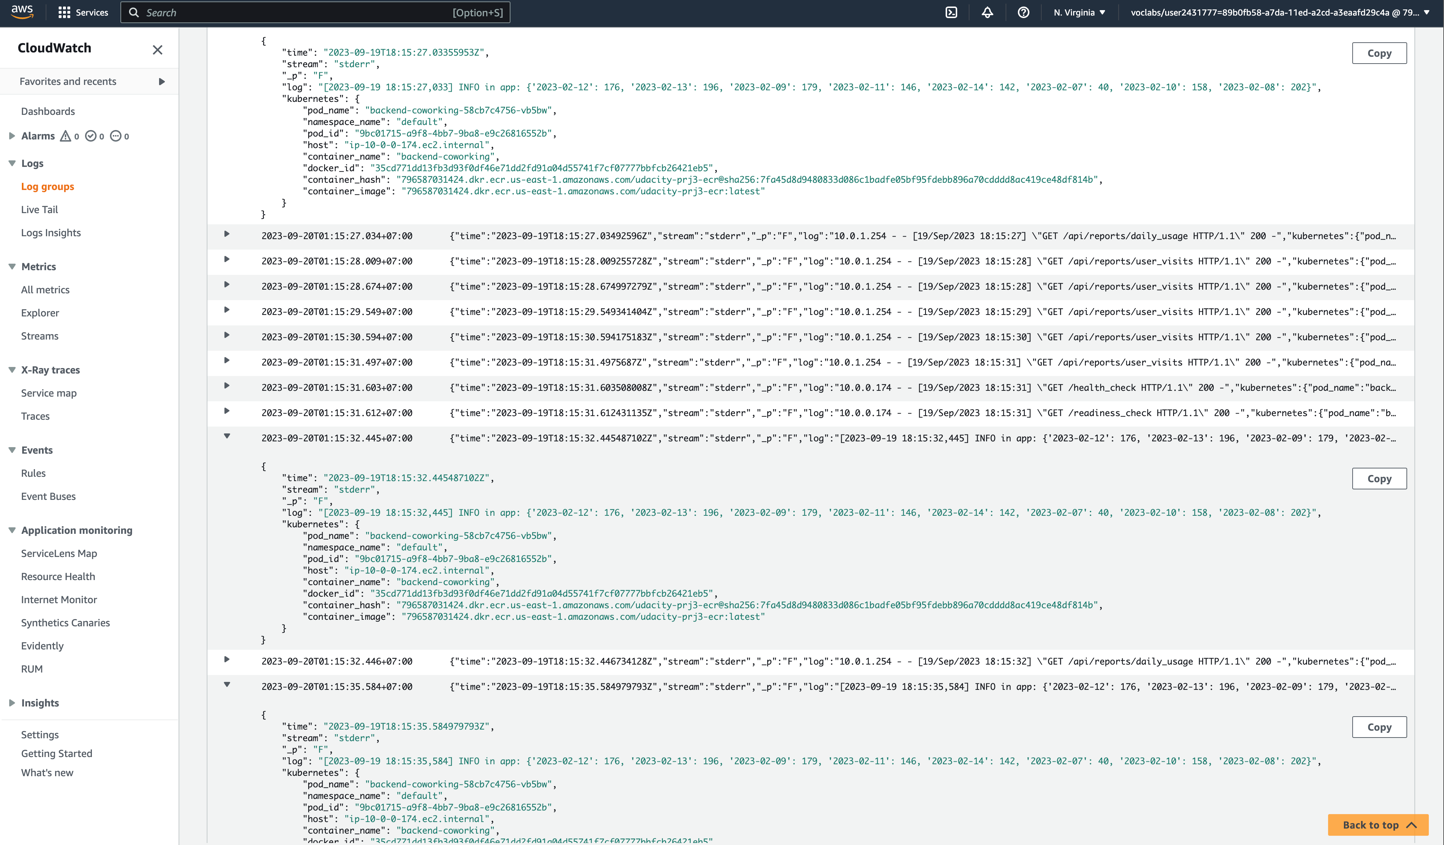 aws Services Search [Option+S] N. Virginia voclabs/user2431777=89b0fb58-a7da-11ed-a2cd-a3eaafd29c4a @ 79...
CloudWatch
Favorites and recents
Dashboards
Alarms 0 0 0
Logs
Log groups
Live Tail
Logs Insights
Metrics
All metrics
Explorer
Streams
X-Ray traces
Service map
Traces
Events
Rules
Event Buses
Application monitoring
ServiceLens Map
Resource Health
Internet Monitor
Synthetics Canaries
Evidently
RUM
Insights
Settings
Getting Started
What's new
{
Copy
"time": "2023-09-19T18:15:27.03355953Z",
"stream": "stderr",
"_p": "F",
"log": "[2023-09-19 18:15:27,033] INFO in app: {'2023-02-12': 176, '2023-02-13': 196, '2023-02-09': 179, '2023-02-11': 146, '2023-02-14': 142, '2023-02-07': 40, '2023-02-10': 158, '2023-02-08': 202}",
"kubernetes": {
"pod_name": "backend-coworking-58cb7c4756-vb5bw",
"namespace_name": "default",
"pod_id": "9bc01715-a9f8-4bb7-9ba8-e9c26816552b",
"host": "ip-10-0-0-174.ec2.internal",
"container_name": "backend-coworking",
"docker_id": "35cd771dd13fb3d93f0df46e71dd2fd91a04d55741f7cf07777bbfcb26421eb5",
"container_hash": "796587031424.dkr.ecr.us-east-1.amazonaws.com/udacity-prj3-ecr@sha256:7fa45d8d9480833d086c1badfe05bf95fdebb896a70cdddd8ac419ce48df814b",
"container_image": "796587031424.dkr.ecr.us-east-1.amazonaws.com/udacity-prj3-ecr:latest"
}
}
2023-09-20T01:15:27.034+07:00 {"time":"2023-09-19T18:15:27.03492596Z","stream":"stderr","_p":"F","log":"10.0.1.254 - - [19/Sep/2023 18:15:27] \"GET /api/reports/daily_usage HTTP/1.1\" 200 -","kubernetes":{"pod_n...
2023-09-20T01:15:28.009+07:00 {"time":"2023-09-19T18:15:28.009255728Z","stream":"stderr","_p":"F","log":"10.0.1.254 - - [19/Sep/2023 18:15:28] \"GET /api/reports/user_visits HTTP/1.1\" 200 -","kubernetes":{"pod_...
2023-09-20T01:15:28.674+07:00 {"time":"2023-09-19T18:15:28.674997279Z","stream":"stderr","_p":"F","log":"10.0.1.254 - - [19/Sep/2023 18:15:28] \"GET /api/reports/user_visits HTTP/1.1\" 200 -","kubernetes":{"pod_...
2023-09-20T01:15:29.549+07:00 {"time":"2023-09-19T18:15:29.549341404Z","stream":"stderr","_p":"F","log":"10.0.1.254 - - [19/Sep/2023 18:15:29] \"GET /api/reports/user_visits HTTP/1.1\" 200 -","kubernetes":{"pod_...
2023-09-20T01:15:30.594+07:00 {"time":"2023-09-19T18:15:30.594175183Z","stream":"stderr","_p":"F","log":"10.0.1.254 - - [19/Sep/2023 18:15:30] \"GET /api/reports/user_visits HTTP/1.1\" 200 -","kubernetes":{"pod_...
2023-09-20T01:15:31.497+07:00 {"time":"2023-09-19T18:15:31.4975687Z","stream":"stderr","_p":"F","log":"10.0.1.254 - - [19/Sep/2023 18:15:31] \"GET /api/reports/user_visits HTTP/1.1\" 200 -","kubernetes":{"pod_na...
2023-09-20T01:15:31.603+07:00 {"time":"2023-09-19T18:15:31.603508008Z","stream":"stderr","_p":"F","log":"10.0.0.174 - - [19/Sep/2023 18:15:31] \"GET /health_check HTTP/1.1\" 200 -","kubernetes":{"pod_name":"back...
2023-09-20T01:15:31.612+07:00 {"time":"2023-09-19T18:15:31.612431135Z","stream":"stderr","_p":"F","log":"10.0.0.174 - - [19/Sep/2023 18:15:31] \"GET /readiness_check HTTP/1.1\" 200 -","kubernetes":{"pod_name":"b...
2023-09-20T01:15:32.445+07:00 {"time":"2023-09-19T18:15:32.445487102Z","stream":"stderr","_p":"F","log":"[2023-09-19 18:15:32,445] INFO in app: {'2023-02-12': 176, '2023-02-13': 196, '2023-02-09': 179, '2023-02-...
{
Copy
"time": "2023-09-19T18:15:32.445487102Z",
"stream": "stderr",
"_p": "F",
"log": "[2023-09-19 18:15:32,445] INFO in app: {'2023-02-12': 176, '2023-02-13': 196, '2023-02-09': 179, '2023-02-11': 146, '2023-02-14': 142, '2023-02-07': 40, '2023-02-10': 158, '2023-02-08': 202}",
"kubernetes": {
"pod_name": "backend-coworking-58cb7c4756-vb5bw",
"namespace_name": "default",
"pod_id": "9bc01715-a9f8-4bb7-9ba8-e9c26816552b",
"host": "ip-10-0-0-174.ec2.internal",
"container_name": "backend-coworking",
"docker_id": "35cd771dd13fb3d93f0df46e71dd2fd91a04d55741f7cf07777bbfcb26421eb5",
"container_hash": "796587031424.dkr.ecr.us-east-1.amazonaws.com/udacity-prj3-ecr@sha256:7fa45d8d9480833d086c1badfe05bf95fdebb896a70cdddd8ac419ce48df814b",
"container_image": "796587031424.dkr.ecr.us-east-1.amazonaws.com/udacity-prj3-ecr:latest"
}
}
2023-09-20T01:15:32.446+07:00 {"time":"2023-09-19T18:15:32.446734128Z","stream":"stderr","_p":"F","log":"10.0.1.254 - - [19/Sep/2023 18:15:32] \"GET /api/reports/daily_usage HTTP/1.1\" 200 -","kubernetes":{"pod_...
2023-09-20T01:15:35.584+07:00 {"time":"2023-09-19T18:15:35.584979793Z","stream":"stderr","_p":"F","log":"[2023-09-19 18:15:35,584] INFO in app: {'2023-02-12': 176, '2023-02-13': 196, '2023-02-09': 179, '2023-02-...
{
Copy
"time": "2023-09-19T18:15:35.584979793Z",
"stream": "stderr",
"_p": "F",
"log": "[2023-09-19 18:15:35,584] INFO in app: {'2023-02-12': 176, '2023-02-13': 196, '2023-02-09': 179, '2023-02-11': 146, '2023-02-14': 142, '2023-02-07': 40, '2023-02-10': 158, '2023-02-08': 202}",
"kubernetes": {
"pod_name": "backend-coworking-58cb7c4756-vb5bw",
"namespace_name": "default",
"pod_id": "9bc01715-a9f8-4bb7-9ba8-e9c26816552b",
"host": "ip-10-0-0-174.ec2.internal",
"container_name": "backend-coworking",
"docker_id": "35cd771dd13fb3d93f0df46e71dd2fd91a04d55741f7cf07777bbfcb26421eb5",
Back to top